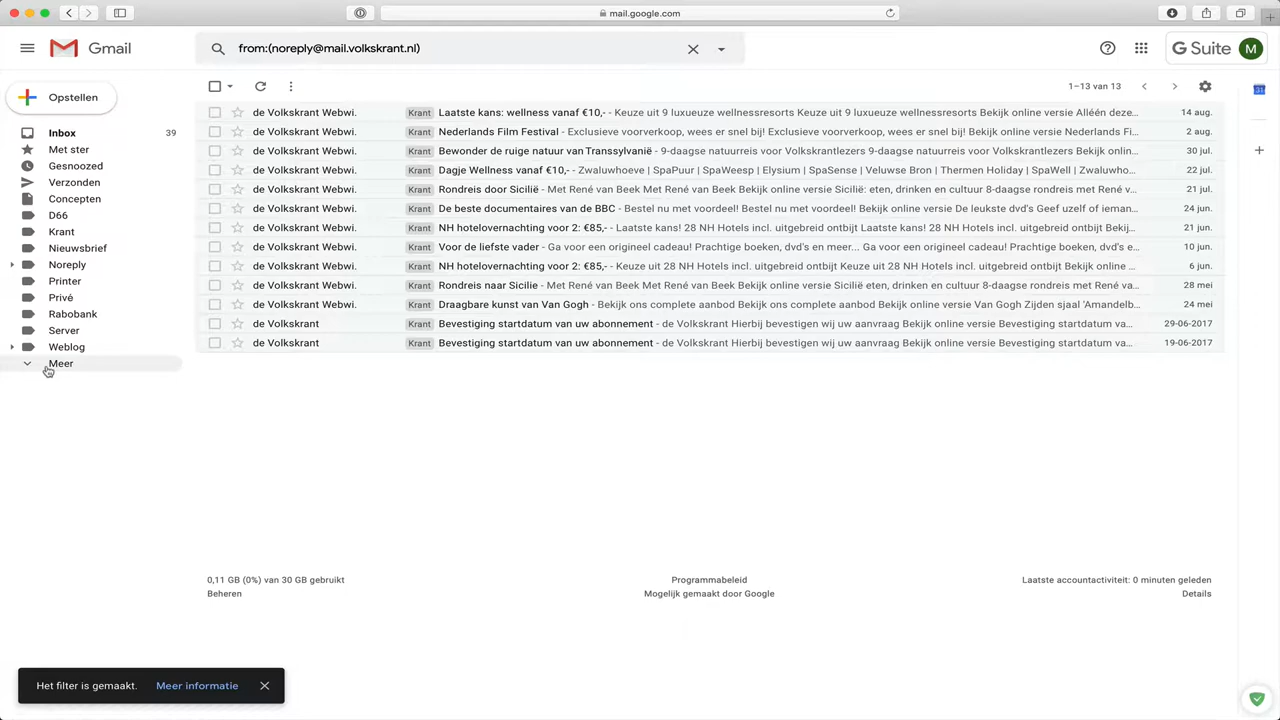 mail.google.com
Gmail
from:(noreply@mail.volkskrant.nl)
G Suite
M
Opstellen
1–13 van 13
31
Inbox 39
Met ster
Gesnoozed
Verzonden
Concepten
D66
Krant
Nieuwsbrief
Noreply
Printer
Privé
Rabobank
Server
Weblog
Meer
de Volkskrant Webwi. Krant Laatste kans: wellness vanaf €10,- - Keuze uit 9 luxueuze wellnessresorts Keuze uit 9 luxueuze wellnessresorts Bekijk online versie Alléén deze... 14 aug.
de Volkskrant Webwi. Krant Nederlands Film Festival - Exclusieve voorverkoop, wees er snel bij! Exclusieve voorverkoop, wees er snel bij! Bekijk online versie Nederlands Fi... 2 aug.
de Volkskrant Webwi. Krant Bewonder de ruige natuur van Transsylvanië - 9-daagse natuurreis voor Volkskrantlezers 9-daagse natuurreis voor Volkskrantlezers Bekijk onlin... 30 jul.
de Volkskrant Webwi. Krant Dagje Wellness vanaf €10,- - Zwaluwhoeve | SpaPuur | SpaWeesp | Elysium | SpaSense | Veluwse Bron | Thermen Holiday | SpaWell | Zwaluwho... 22 jul.
de Volkskrant Webwi. Krant Rondreis door Sicilië - Met René van Beek Met René van Beek Bekijk online versie Sicilië: eten, drinken en cultuur 8-daagse rondreis met René v... 21 jul.
de Volkskrant Webwi. Krant De beste documentaires van de BBC - Bestel nu met voordeel! Bestel nu met voordeel! Bekijk online versie De leukste dvd's Geef uzelf of ieman... 24 jun.
de Volkskrant Webwi. Krant NH hotelovernachting voor 2: €85,- - Laatste kans! 28 NH Hotels incl. uitgebreid ontbijt Laatste kans! 28 NH Hotels incl. uitgebreid ontbijt Bekij... 21 jun.
de Volkskrant Webwi. Krant Voor de liefste vader - Ga voor een origineel cadeau! Prachtige boeken, dvd's en meer... Ga voor een origineel cadeau! Prachtige boeken, dvd's e... 10 jun.
de Volkskrant Webwi. Krant NH hotelovernachting voor 2: €85,- - Keuze uit 28 NH Hotels incl. uitgebreid ontbijt Keuze uit 28 NH Hotels incl. uitgebreid ontbijt Bekijk online ... 6 jun.
de Volkskrant Webwi. Krant Rondreis naar Sicilie - Met René van Beek Met René van Beek Bekijk online versie Sicilië eten, drinken en cultuur 8-daagse rondreis met René va... 28 mei
de Volkskrant Webwi. Krant Draagbare kunst van Van Gogh - Bekijk ons complete aanbod Bekijk ons complete aanbod Bekijk online versie Van Gogh Zijden sjaal 'Amandelb... 24 mei
de Volkskrant Krant Bevestiging startdatum van uw abonnement - de Volkskrant Hierbij bevestigen wij uw aanvraag Bekijk online versie Bevestiging startdatum va... 29-06-2017
de Volkskrant Krant Bevestiging startdatum van uw abonnement - de Volkskrant Hierbij bevestigen wij uw aanvraag Bekijk online versie Bevestiging startdatum va... 19-06-2017
0,11 GB (0%) van 30 GB gebruikt
Beheren
Programmabeleid
Mogelijk gemaakt door Google
Laatste accountactiviteit: 0 minuten geleden
Details
Het filter is gemaakt. Meer informatie